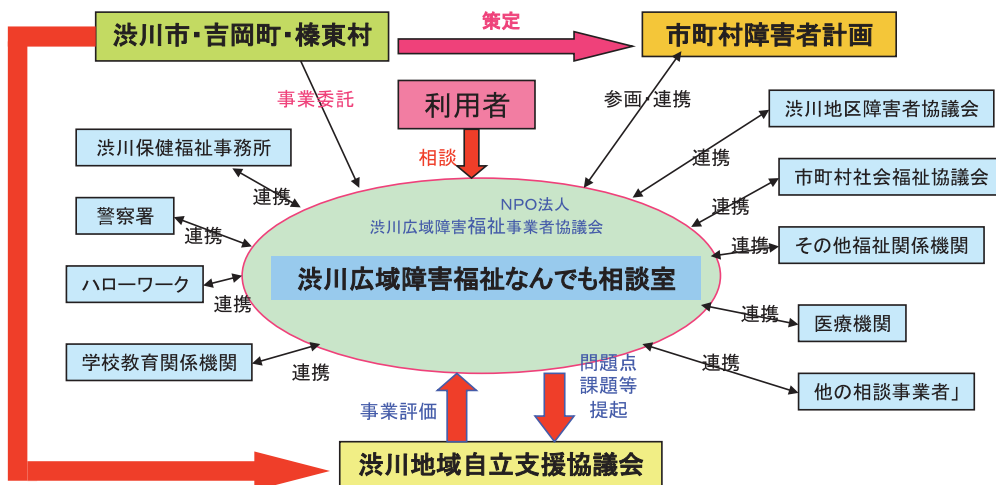 渋川市・吉岡町・榛東村
策定
市町村障害者計画
事業委託
利用者
参画・連携
渋川地区障害者協議会
渋川保健福祉事務所
相談
連携
市町村社会福祉協議会
連携
連携
警察署
連携
NPO法人
渋川広域障害福祉事業者協議会
連携
その他福祉関係機関
ハローワーク
連携
渋川広域障害福祉なんでも相談室
連携
医療機関
学校教育関係機関
連携
連携
他の相談事業者」
事業評価
問題点
課題等
提起
渋川地域自立支援協議会